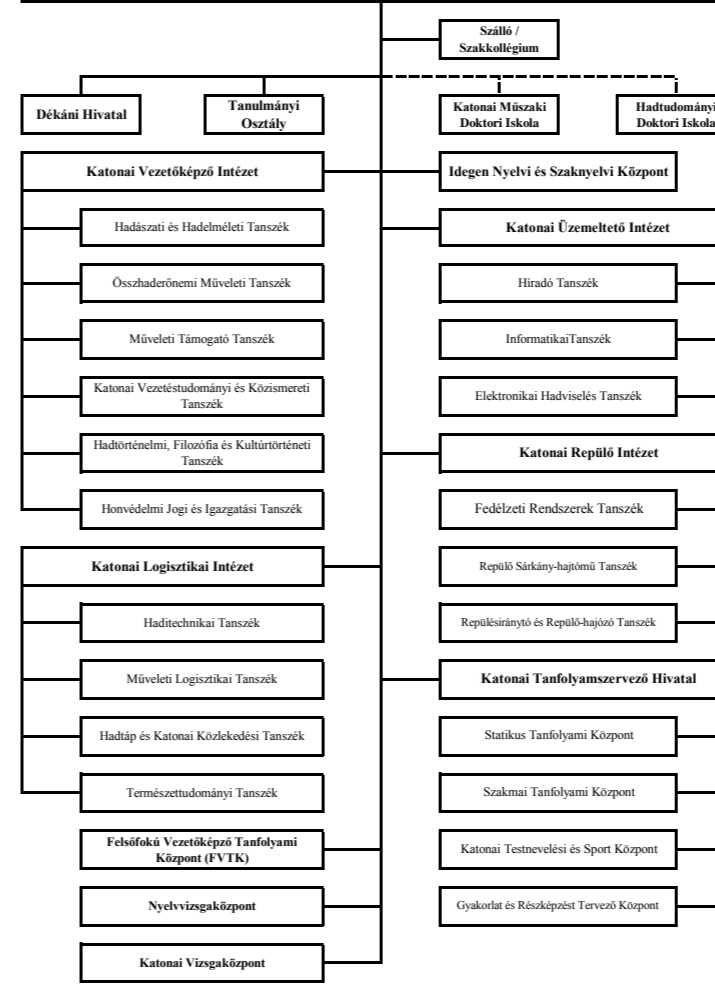 Szálló /
Szakkollégium
Dékáni Hivatal
Tanulmányi
Osztály
Katonai Műszaki
Doktori Iskola
Hadtudományi
Doktori Iskola
Katonai Vezetőképző Intézet
Hadászati és Hadelméleti Tanszék
Összhaderőnemi Műveleti Tanszék
Műveleti Támogató Tanszék
Katonai Vezetéstudományi és Közismereti
Tanszék
Hadtörténelmi, Filozófia és Kultúrtörténeti
Tanszék
Honvédelmi Jogi és Igazgatási Tanszék
Katonai Logisztikai Intézet
Haditechnikai Tanszék
Műveleti Logisztikai Tanszék
Hadtáp és Katonai Közlekedési Tanszék
Természettudományi Tanszék
Felsőfokú Vezetőképző Tanfolyami
Központ (FVTK)
Nyelvvizsgaközpont
Katonai Vizsgaközpont
Idegen Nyelvi és Szaknyelvi Központ
Katonai Üzemeltető Intézet
Híradó Tanszék
InformatikaiTanszék
Elektronikai Hadviselés Tanszék
Katonai Repülő Intézet
Fedélzeti Rendszerek Tanszék
Repülő Sárkány-hajtómű Tanszék
Repülésiránytó és Repülő-hajózó Tanszék
Katonai Tanfolyamszervező Hivatal
Statikus Tanfolyami Központ
Szakmai Tanfolyami Központ
Katonai Testnevelési és Sport Központ
Gyakorlat és Részképzést Tervező Központ